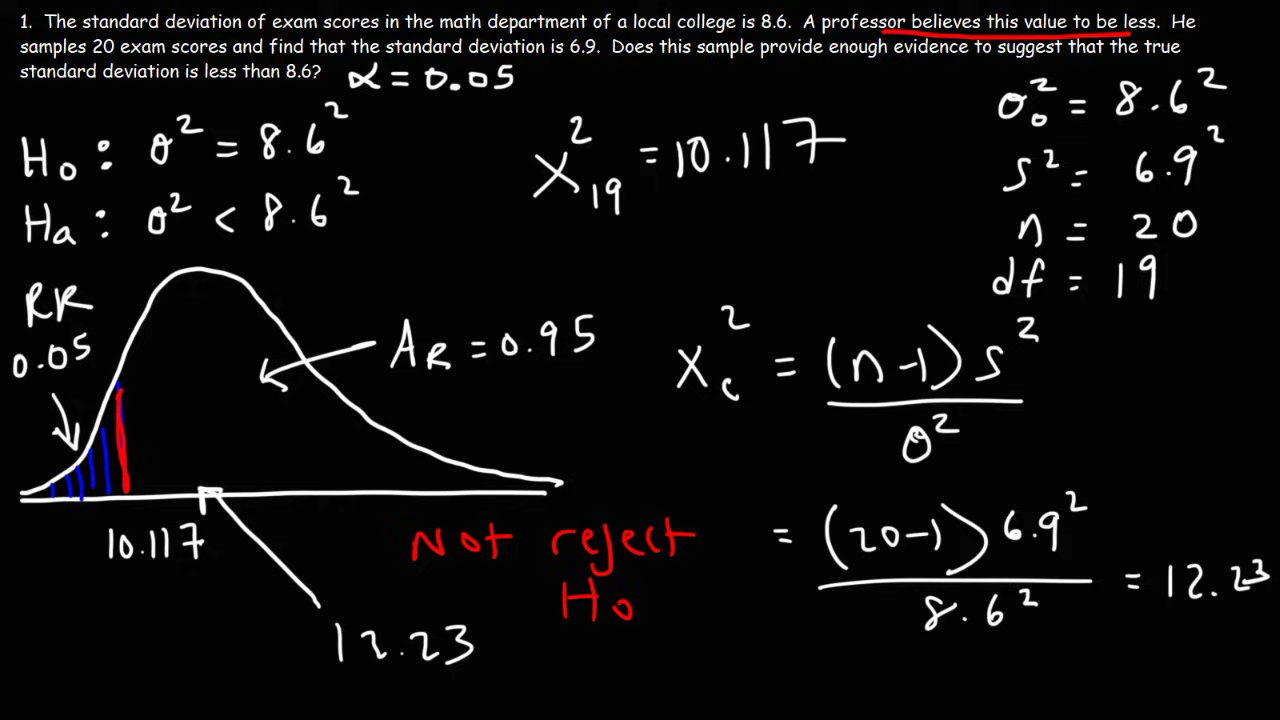 1. The standard deviation of exam scores in the math department of a local college is 8.6. A professor believes this value to be less. He
samples 20 exam scores and find that the standard deviation is 6.9. Does this sample provide enough evidence to suggest that the true
standard deviation is less than 8.6?
α = 0.05
H₀ : σ² = 8.6²
Ha : σ² < 8.6²
X²₁₉ = 10.117
σ₀² = 8.6²
s² = 6.9²
n = 20
df = 19
RR
0.05
AR = 0.95
10.117
12.23
Not reject
H₀
Xc² = (n-1) s² / σ²
= (20-1) 6.9² / 8.6² = 12.23